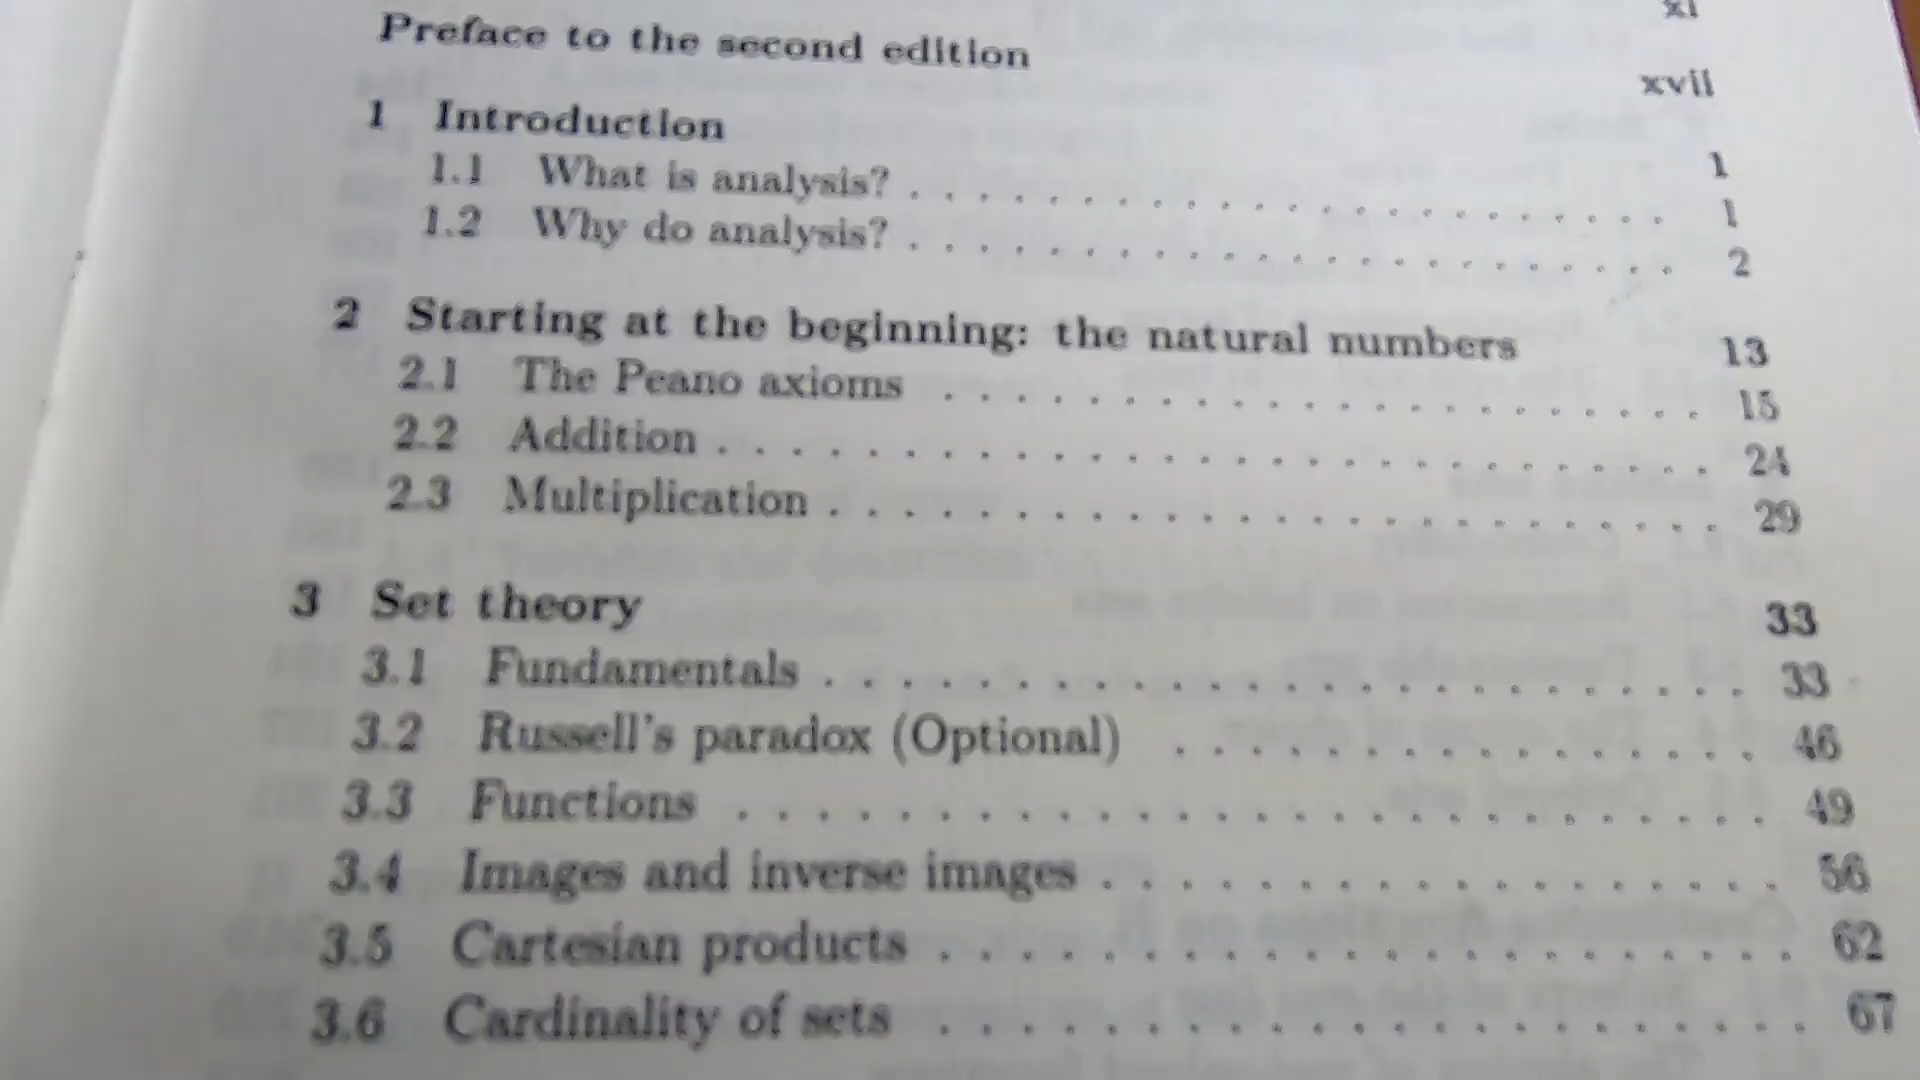 xi
Preface to the second edition xvii
1 Introduction 1
1.1 What is analysis? . . . . . . . . . . . . . . . . . . . . . . 1
1.2 Why do analysis? . . . . . . . . . . . . . . . . . . . . . . 2
2 Starting at the beginning: the natural numbers 13
2.1 The Peano axioms . . . . . . . . . . . . . . . . . . . . . 15
2.2 Addition . . . . . . . . . . . . . . . . . . . . . . . . . . . 24
2.3 Multiplication . . . . . . . . . . . . . . . . . . . . . . . . 29
3 Set theory 33
3.1 Fundamentals . . . . . . . . . . . . . . . . . . . . . . . . 33
3.2 Russell's paradox (Optional) . . . . . . . . . . . . . . . 46
3.3 Functions . . . . . . . . . . . . . . . . . . . . . . . . . . 49
3.4 Images and inverse images . . . . . . . . . . . . . . . . . 56
3.5 Cartesian products . . . . . . . . . . . . . . . . . . . . . 62
3.6 Cardinality of sets . . . . . . . . . . . . . . . . . . . . . 67